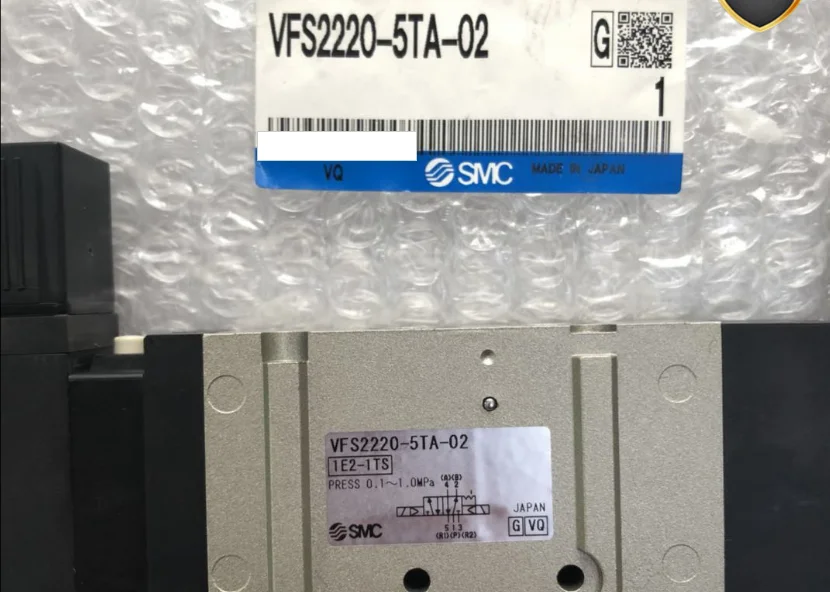 VFS2220-5TA-02
G
1
VQ
SMC MADE IN JAPAN
VFS2220-5TA-02
1E2-1TS
PRESS 0.1~1.0MPa
(A)(B)
4 2
5 1 3
(R1)(P)(R2)
SMC
JAPAN
G VQ